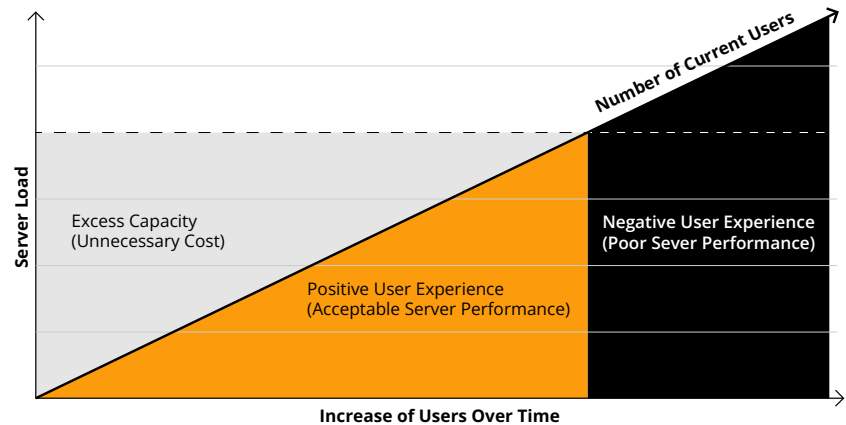 Number of Current Users
Server Load
Excess Capacity
(Unnecessary Cost)
Negative User Experience
(Poor Sever Performance)
Positive User Experience
(Acceptable Server Performance)
Increase of Users Over Time